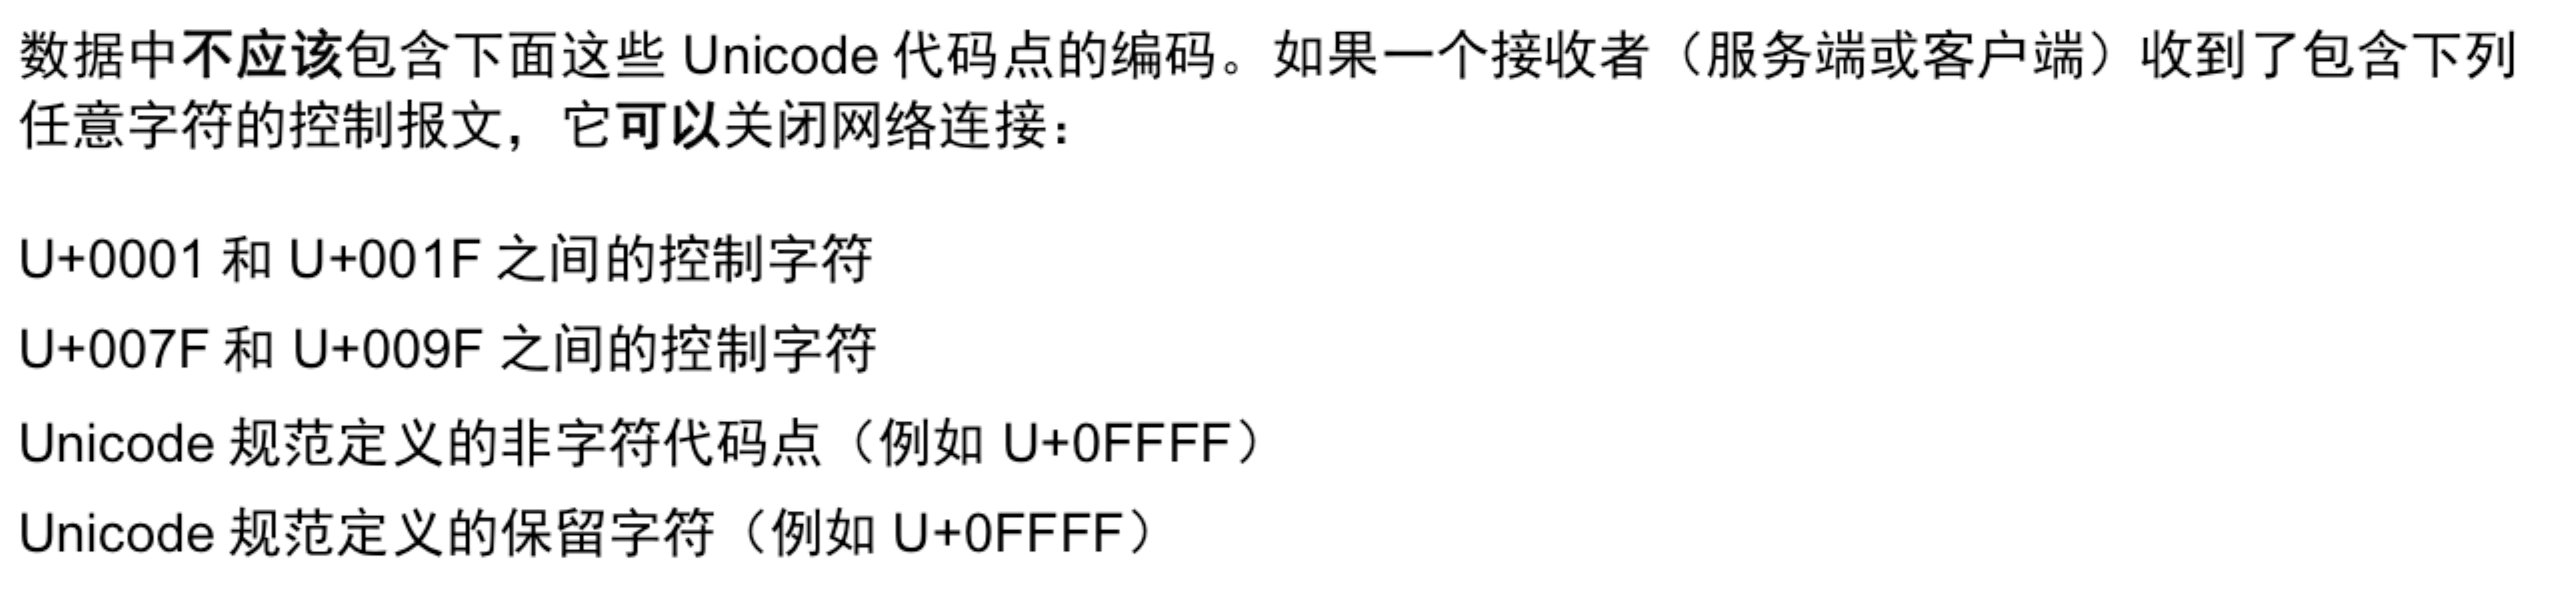 数据中不应该包含下面这些 Unicode 代码点的编码。如果一个接收者（服务端或客户端）收到了包含下列
任意字符的控制报文，它可以关闭网络连接：
U+0001 和 U+001F 之间的控制字符
U+007F 和 U+009F 之间的控制字符
Unicode 规范定义的非字符代码点（例如 U+0FFFF）
Unicode 规范定义的保留字符（例如 U+0FFFF）